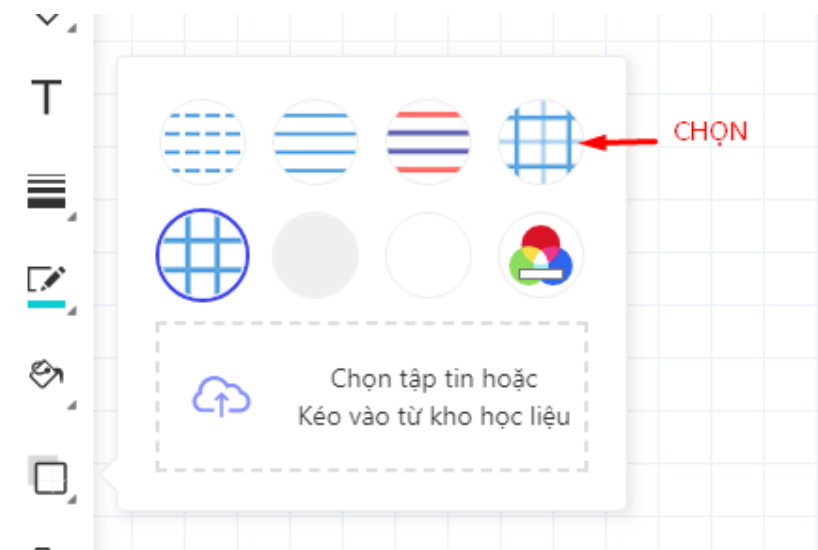 T
CHỌN
Chọn tập tin hoặc
Kéo vào từ kho học liệu